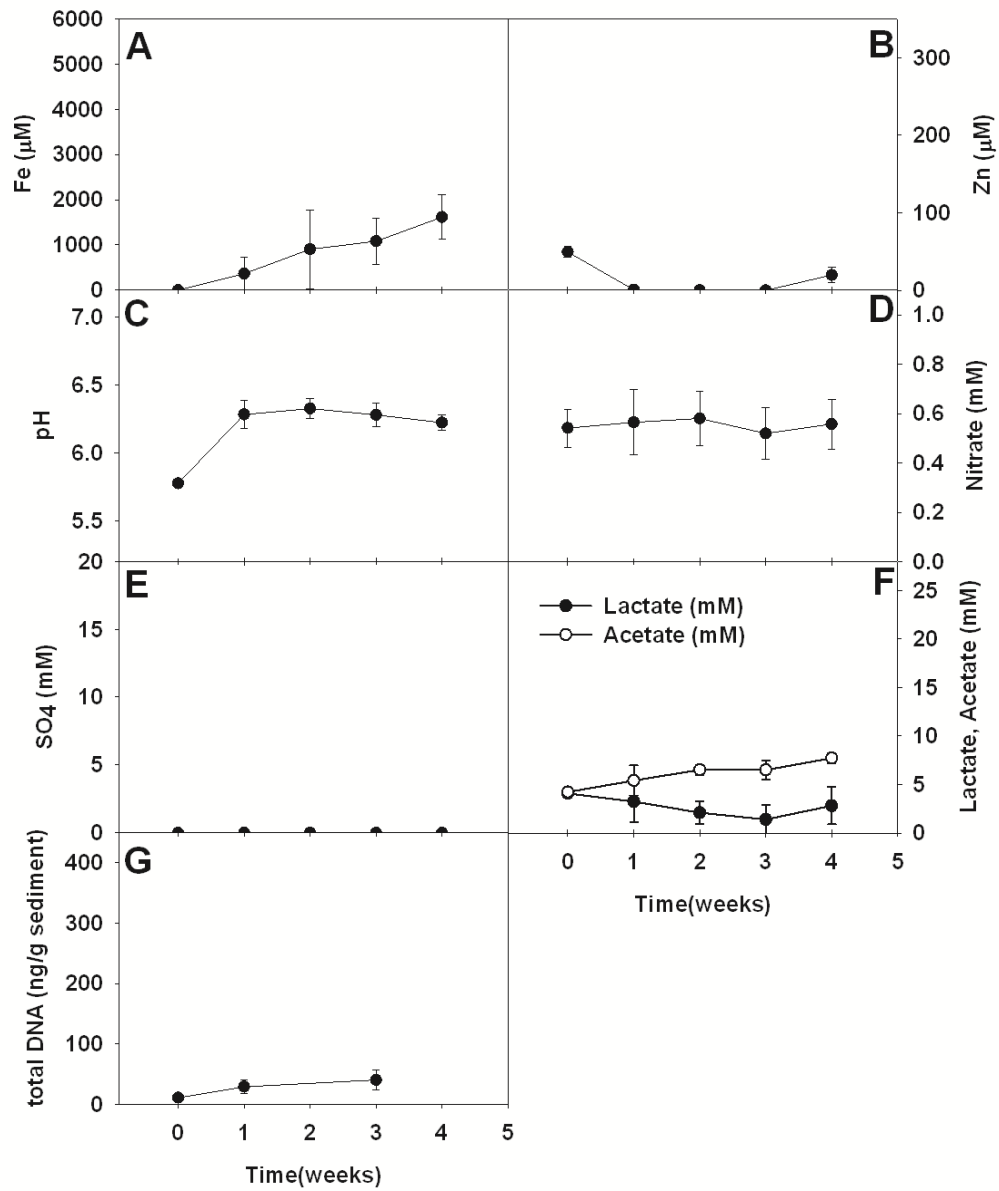 A
6000
5000
4000
3000
2000
1000
0
Fe (μM)
B
300
200
100
0
Zn (μM)
C
7.0
6.5
6.0
5.5
pH
D
1.0
0.8
0.6
0.4
0.2
0.0
Nitrate (mM)
E
20
15
10
5
0
SO4 (mM)
F
Lactate (mM)
Acetate (mM)
25
20
15
10
5
0
Lactate, Acetate (mM)
0 1 2 3 4 5
Time(weeks)
G
400
300
200
100
0
total DNA (ng/g sediment)
0 1 2 3 4 5
Time(weeks)